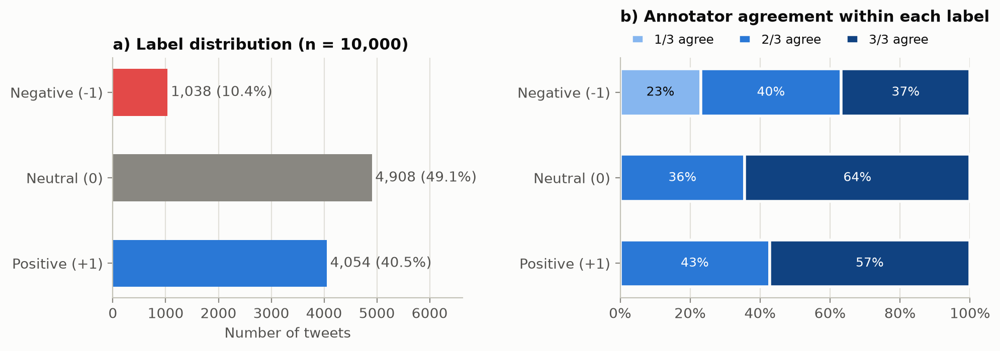 a) Label distribution (n = 10,000)
Negative (-1)
1,038 (10.4%)
Neutral (0)
4,908 (49.1%)
Positive (+1)
4,054 (40.5%)
0 1000 2000 3000 4000 5000 6000
Number of tweets
b) Annotator agreement within each label
1/3 agree 2/3 agree 3/3 agree
Negative (-1)
23% 40% 37%
Neutral (0)
36% 64%
Positive (+1)
43% 57%
0% 20% 40% 60% 80% 100%